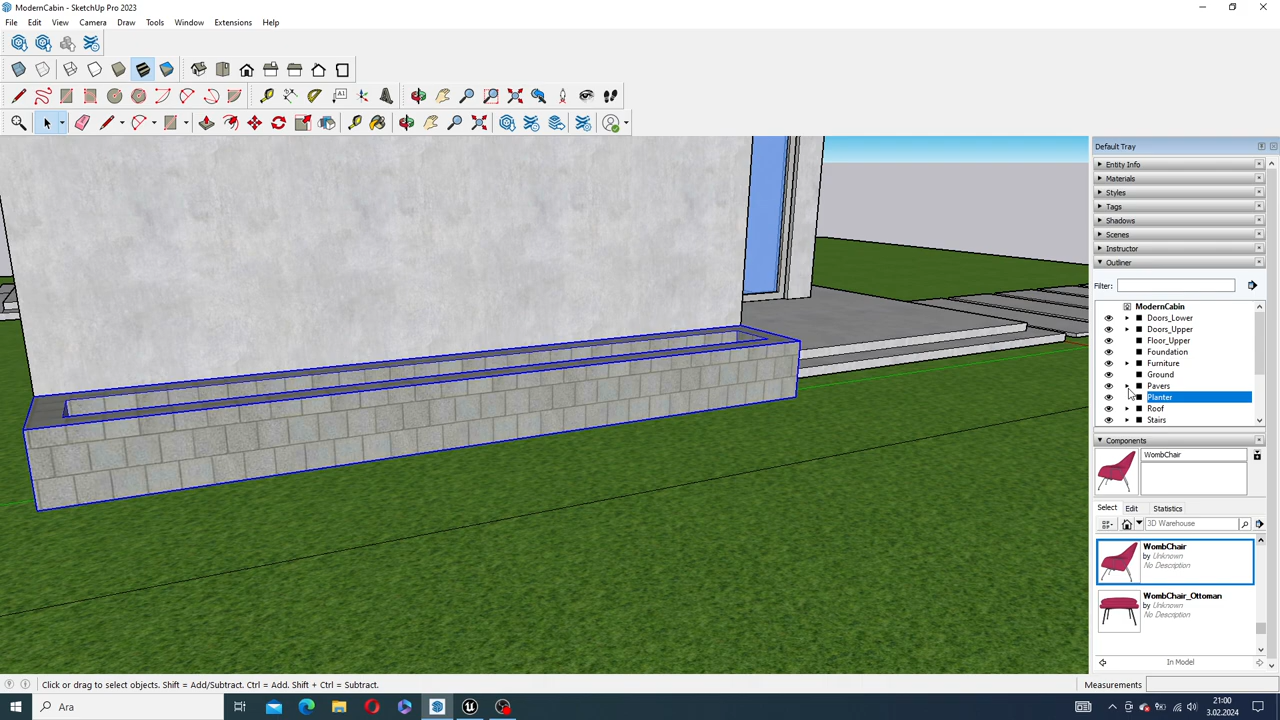 ModernCabin - SketchUp Pro 2023
File Edit View Camera Draw Tools Window Extensions Help
Default Tray
Entity Info
Materials
Styles
Tags
Shadows
Scenes
Instructor
Outliner
Filter:
ModernCabin
Doors_Lower
Doors_Upper
Floor_Upper
Foundation
Furniture
Ground
Pavers
Planter
Roof
Stairs
Components
WombChair
Select Edit Statistics
3D Warehouse
WombChair
by Unknown
No Description
WombChair_Ottoman
by Unknown
No Description
In Model
Click or drag to select objects. Shift = Add/Subtract. Ctrl = Add. Shift + Ctrl = Subtract.
Measurements
Ara
21:00
3.02.2024